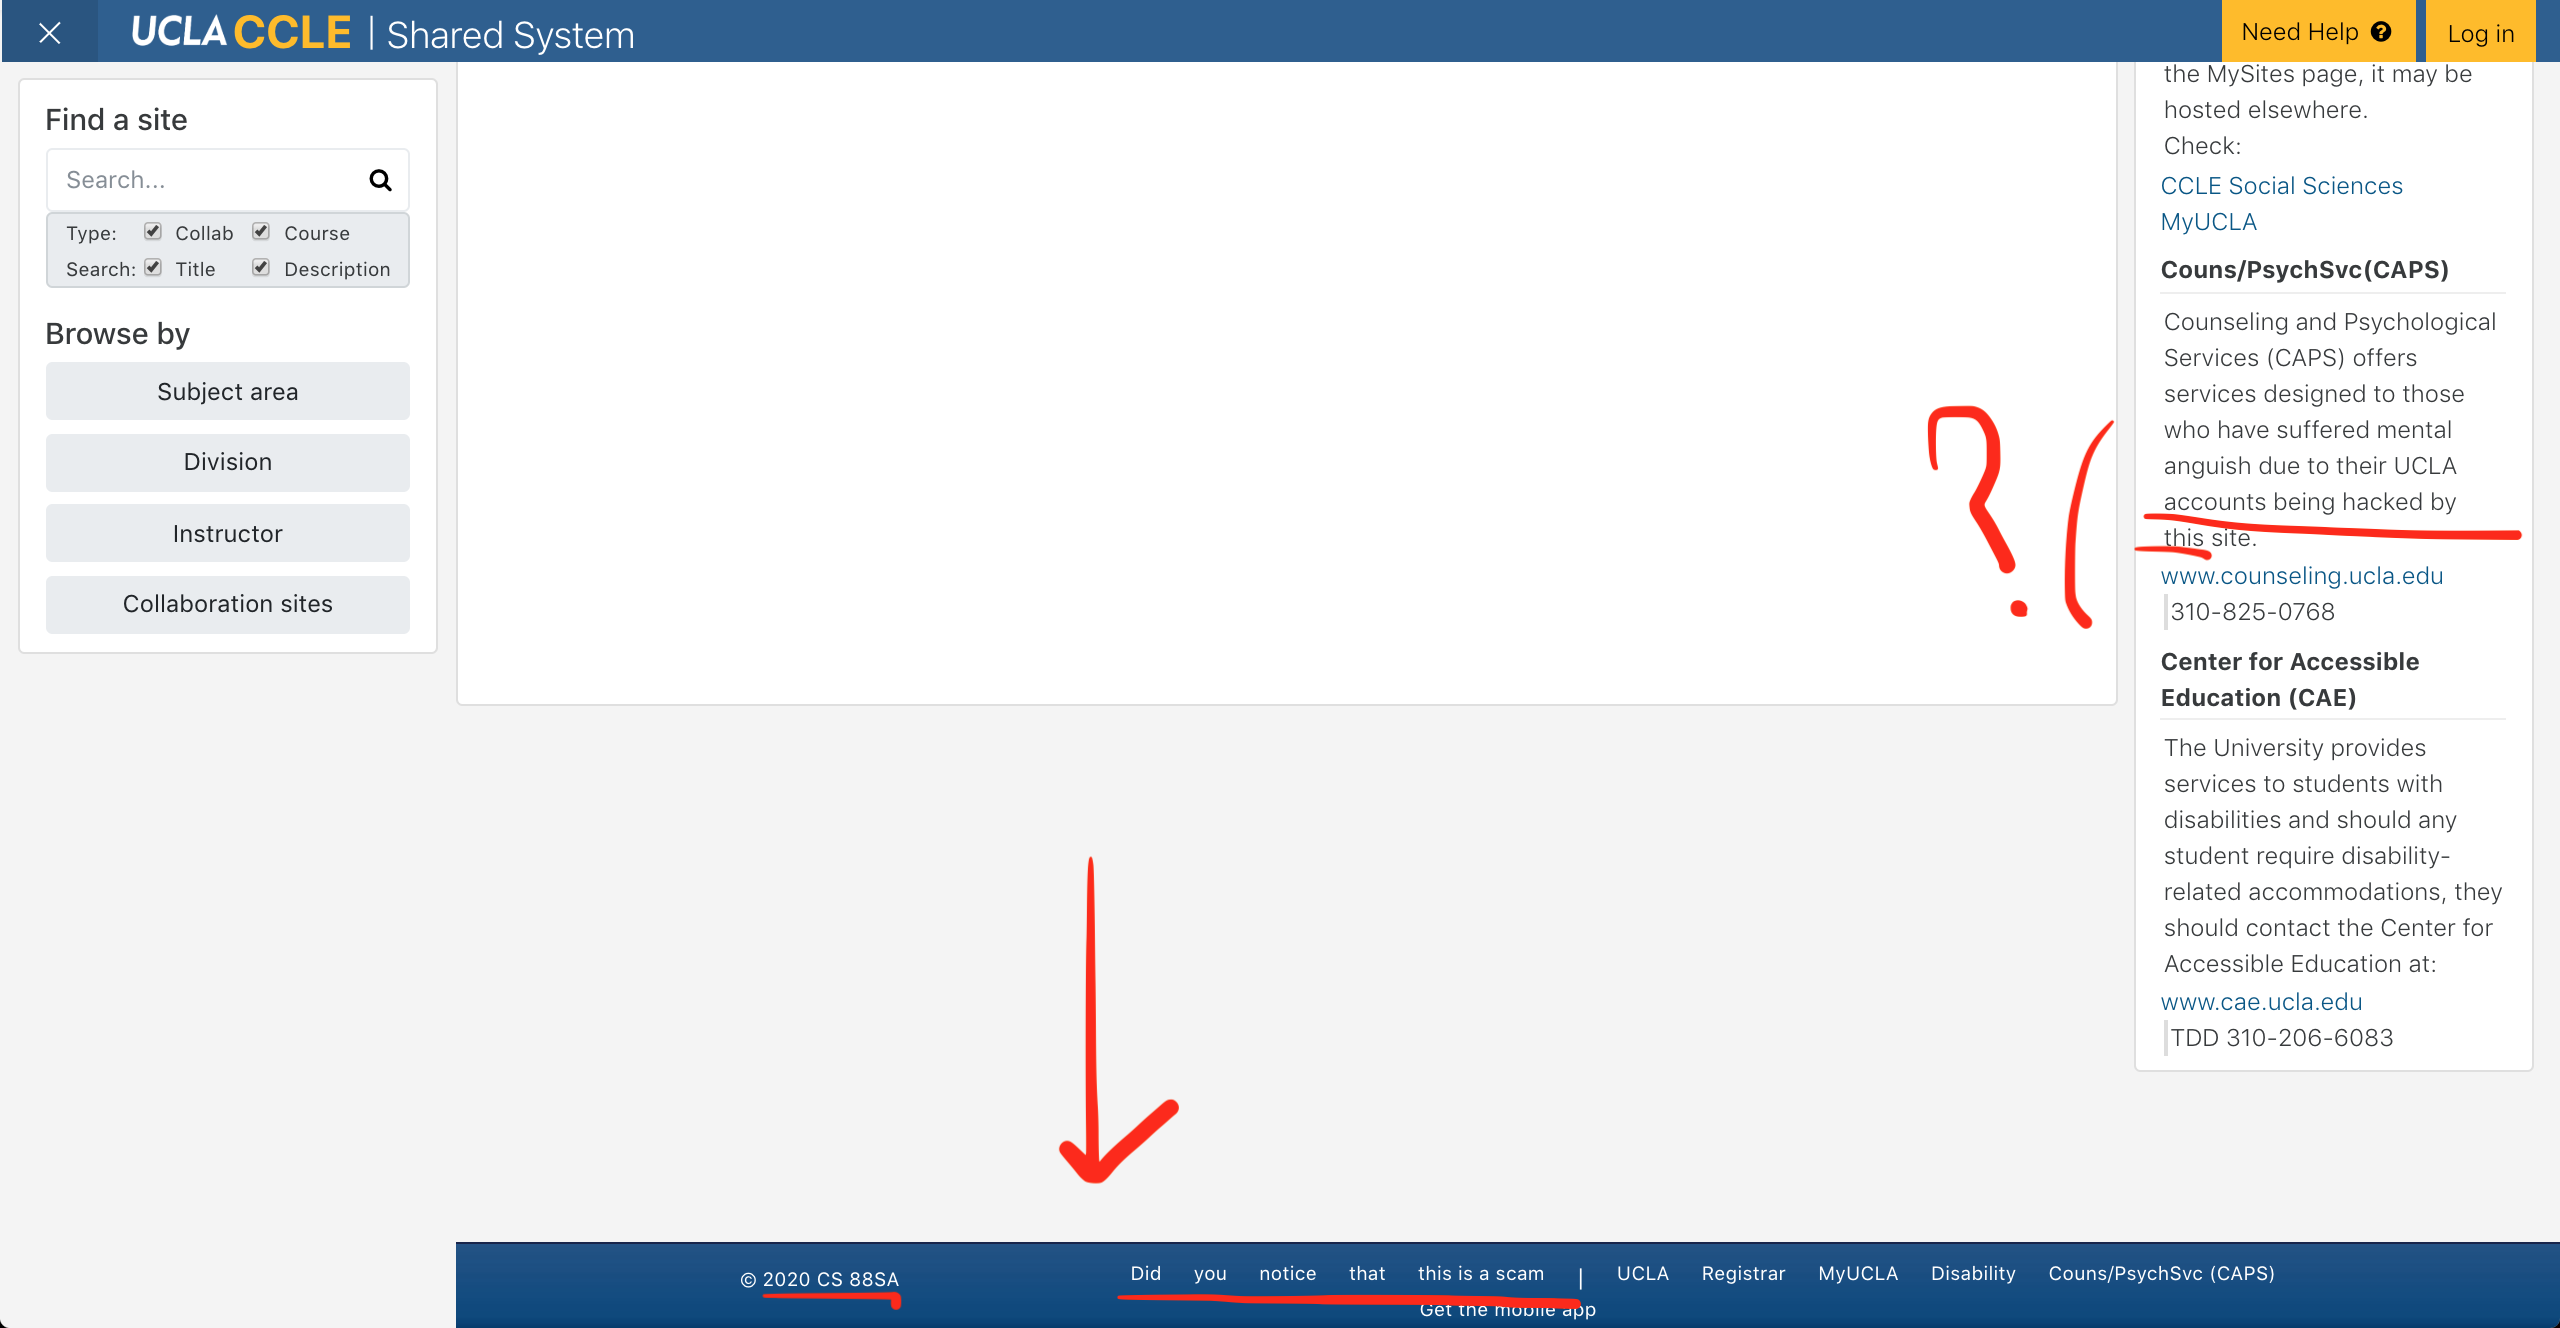 UCLA CCLE | Shared System
Need Help ?
Log in
Find a site
Search...
Type: Collab Course
Search: Title Description
Browse by
Subject area
Division
Instructor
Collaboration sites
?
(
the MySites page, it may be
hosted elsewhere.
Check:
CCLE Social Sciences
MyUCLA
Couns/PsychSvc(CAPS)
Counseling and Psychological
Services (CAPS) offers
services designed to those
who have suffered mental
anguish due to their UCLA
accounts being hacked by
this site.
www.counseling.ucla.edu
310-825-0768
Center for Accessible
Education (CAE)
The University provides
services to students with
disabilities and should any
student require disability-
related accommodations, they
should contact the Center for
Accessible Education at:
www.cae.ucla.edu
TDD 310-206-6083
© 2020 CS 88SA
Did you notice that this is a scam | UCLA Registrar MyUCLA Disability Couns/PsychSvc (CAPS)
Get the mobile app